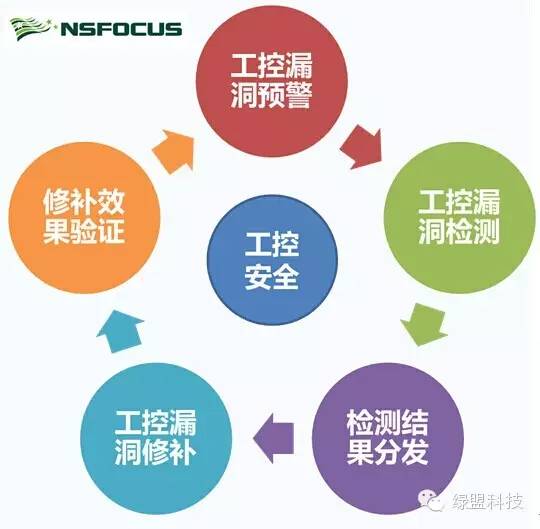 NSFOCUS
工控漏
洞预警
工控漏
洞检测
检测结
果分发
工控漏
洞修补
修补效
果验证
工控
安全
绿盟科技